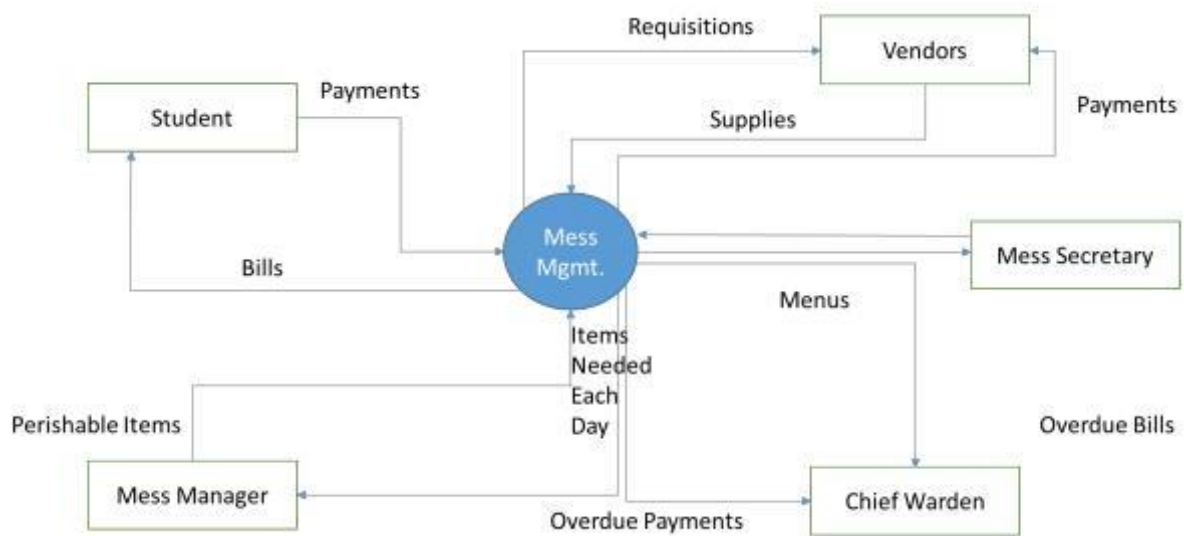 Requisitions
Vendors
Payments
Student
Supplies
Payments
Mess
Mgmt.
Mess Secretary
Bills
Menus
Items
Needed
Each
Day
Perishable Items
Overdue Bills
Mess Manager
Chief Warden
Overdue Payments